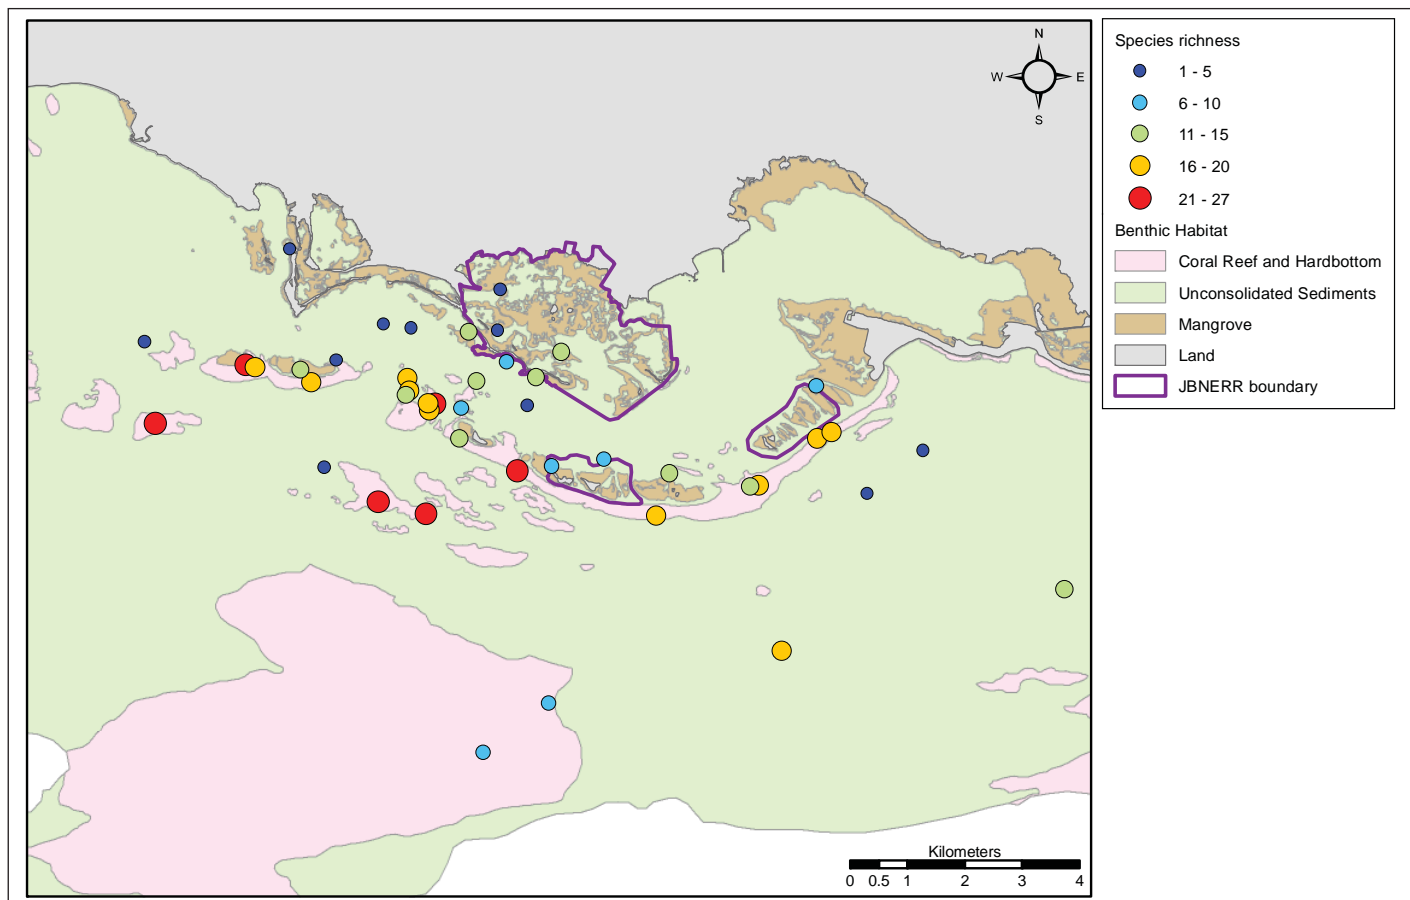 N
W E
S
Species richness
1 - 5
6 - 10
11 - 15
16 - 20
21 - 27
Benthic Habitat
Coral Reef and Hardbottom
Unconsolidated Sediments
Mangrove
Land
JBNERR boundary
Kilometers
0 0.5 1 2 3 4